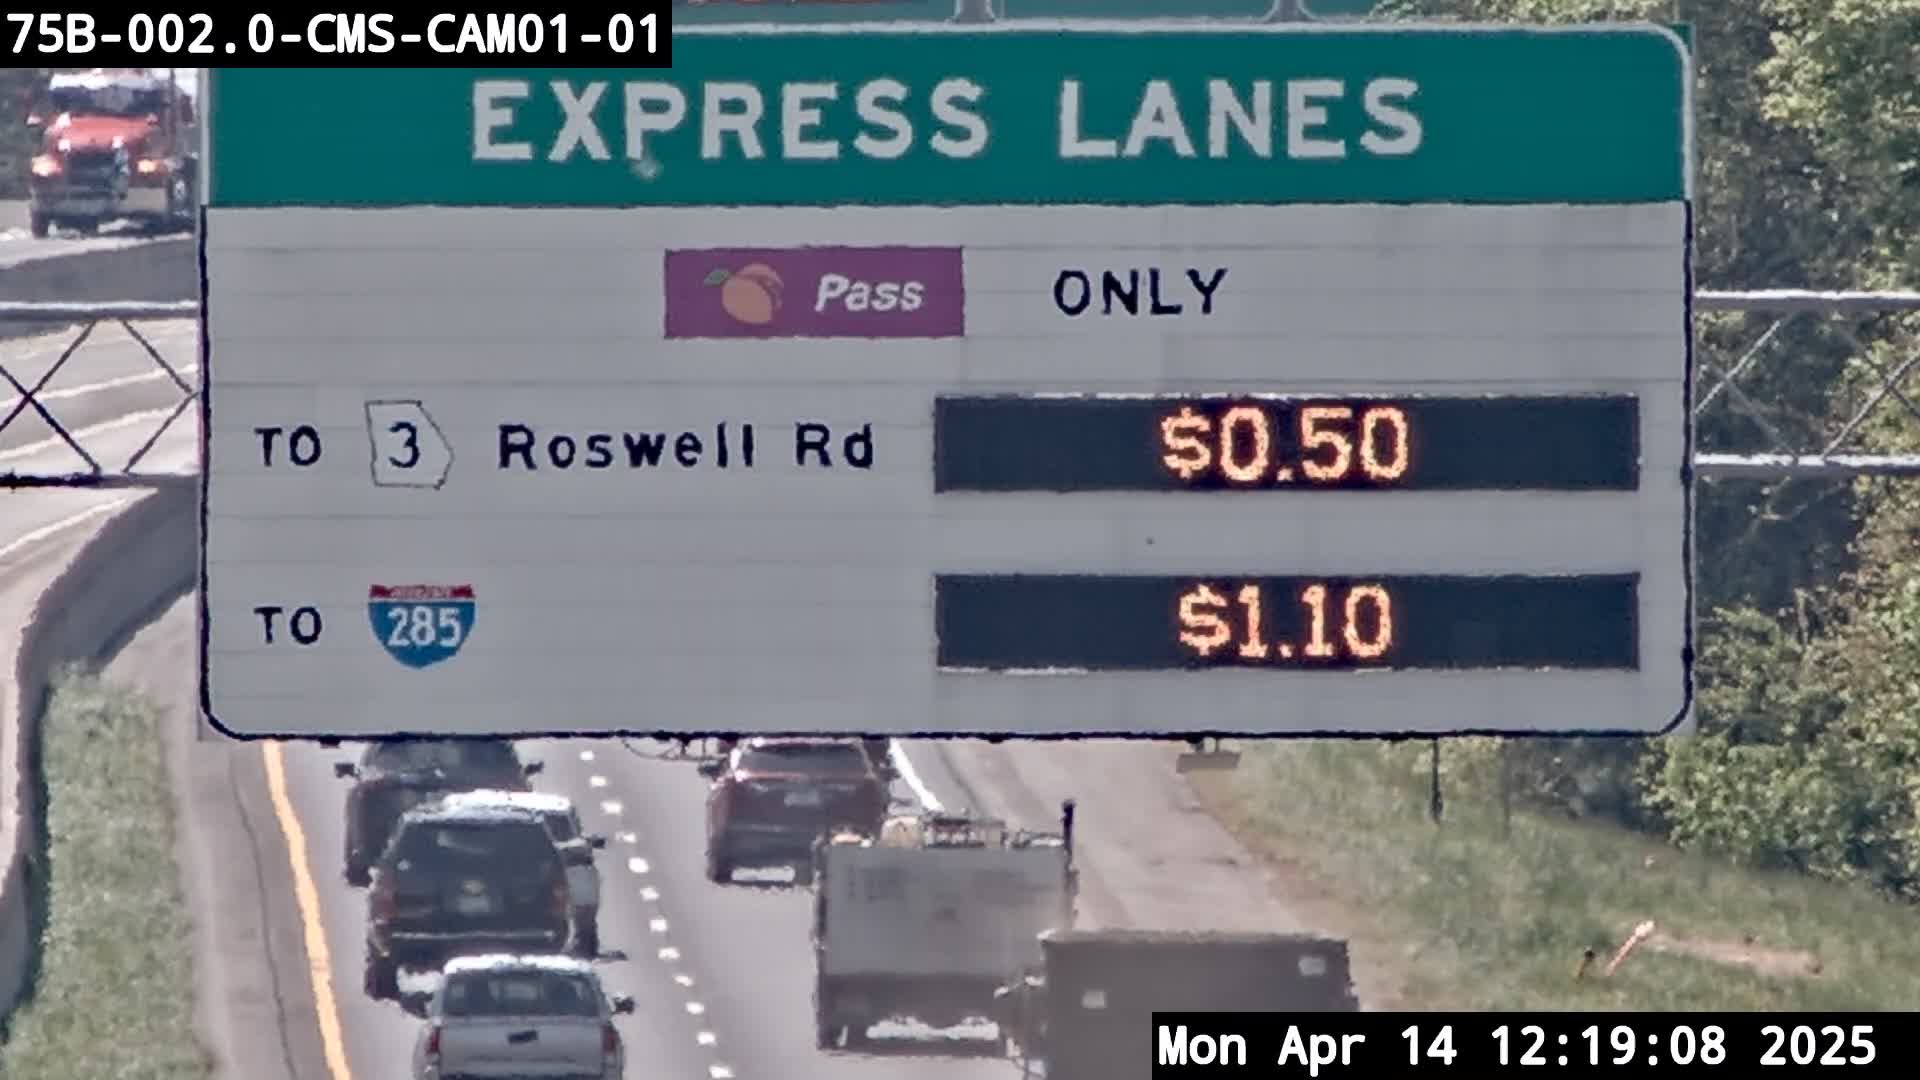 75B-002.0-CMS-CAM01-01
EXPRESS LANES
Pass ONLY
TO 3 Roswell Rd $0.50
TO 285 $1.10
Mon Apr 14 12:19:08 2025